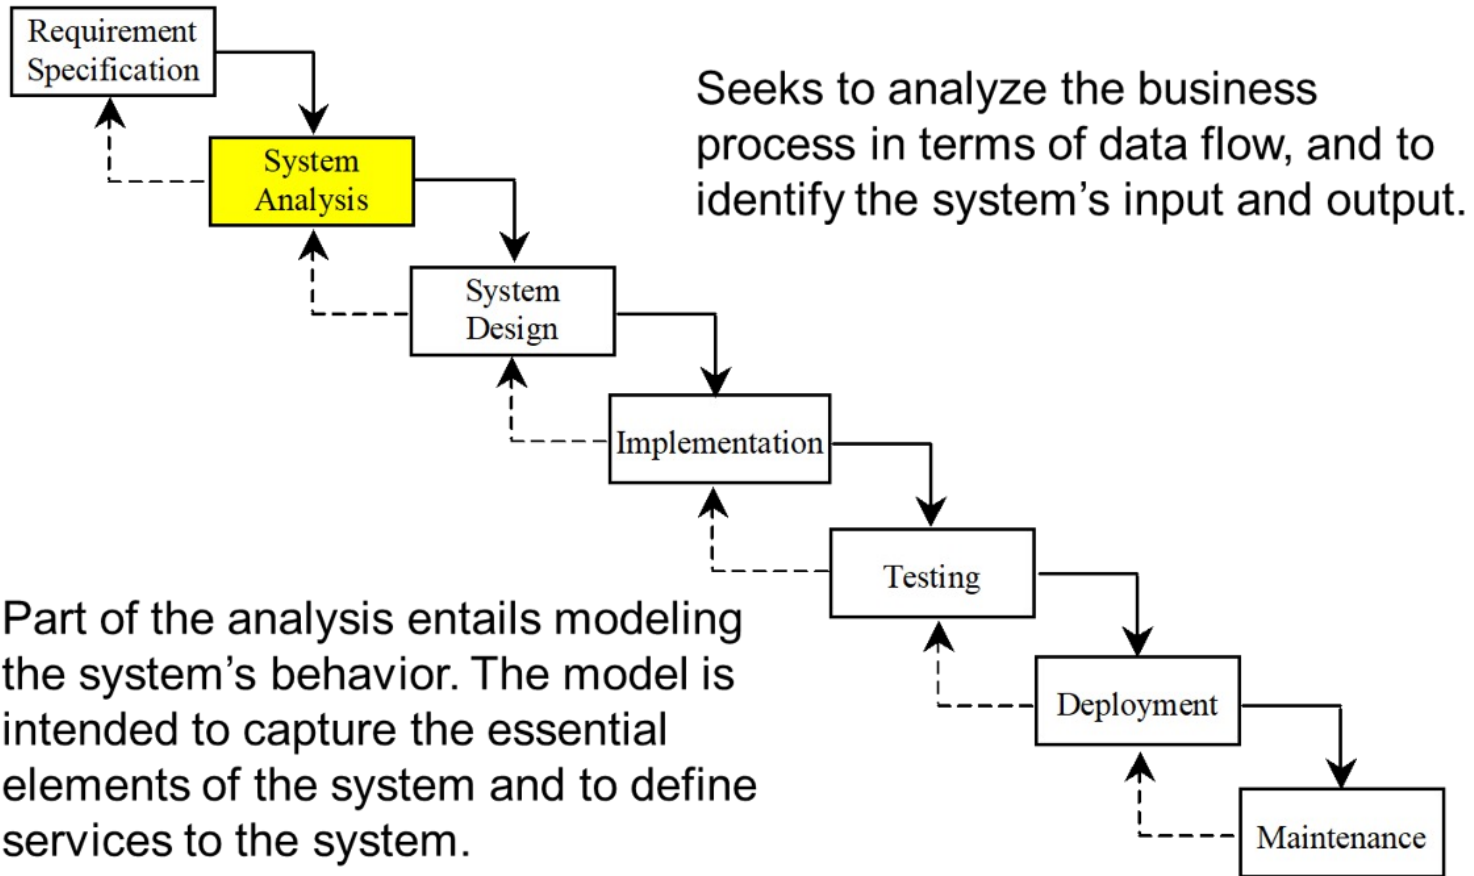 Requirement
Specification
Seeks to analyze the business
process in terms of data flow, and to
identify the system’s input and output.
System
Analysis
System
Design
Implementation
Testing
Part of the analysis entails modeling
the system’s behavior. The model is
intended to capture the essential
elements of the system and to define
services to the system.
Deployment
Maintenance